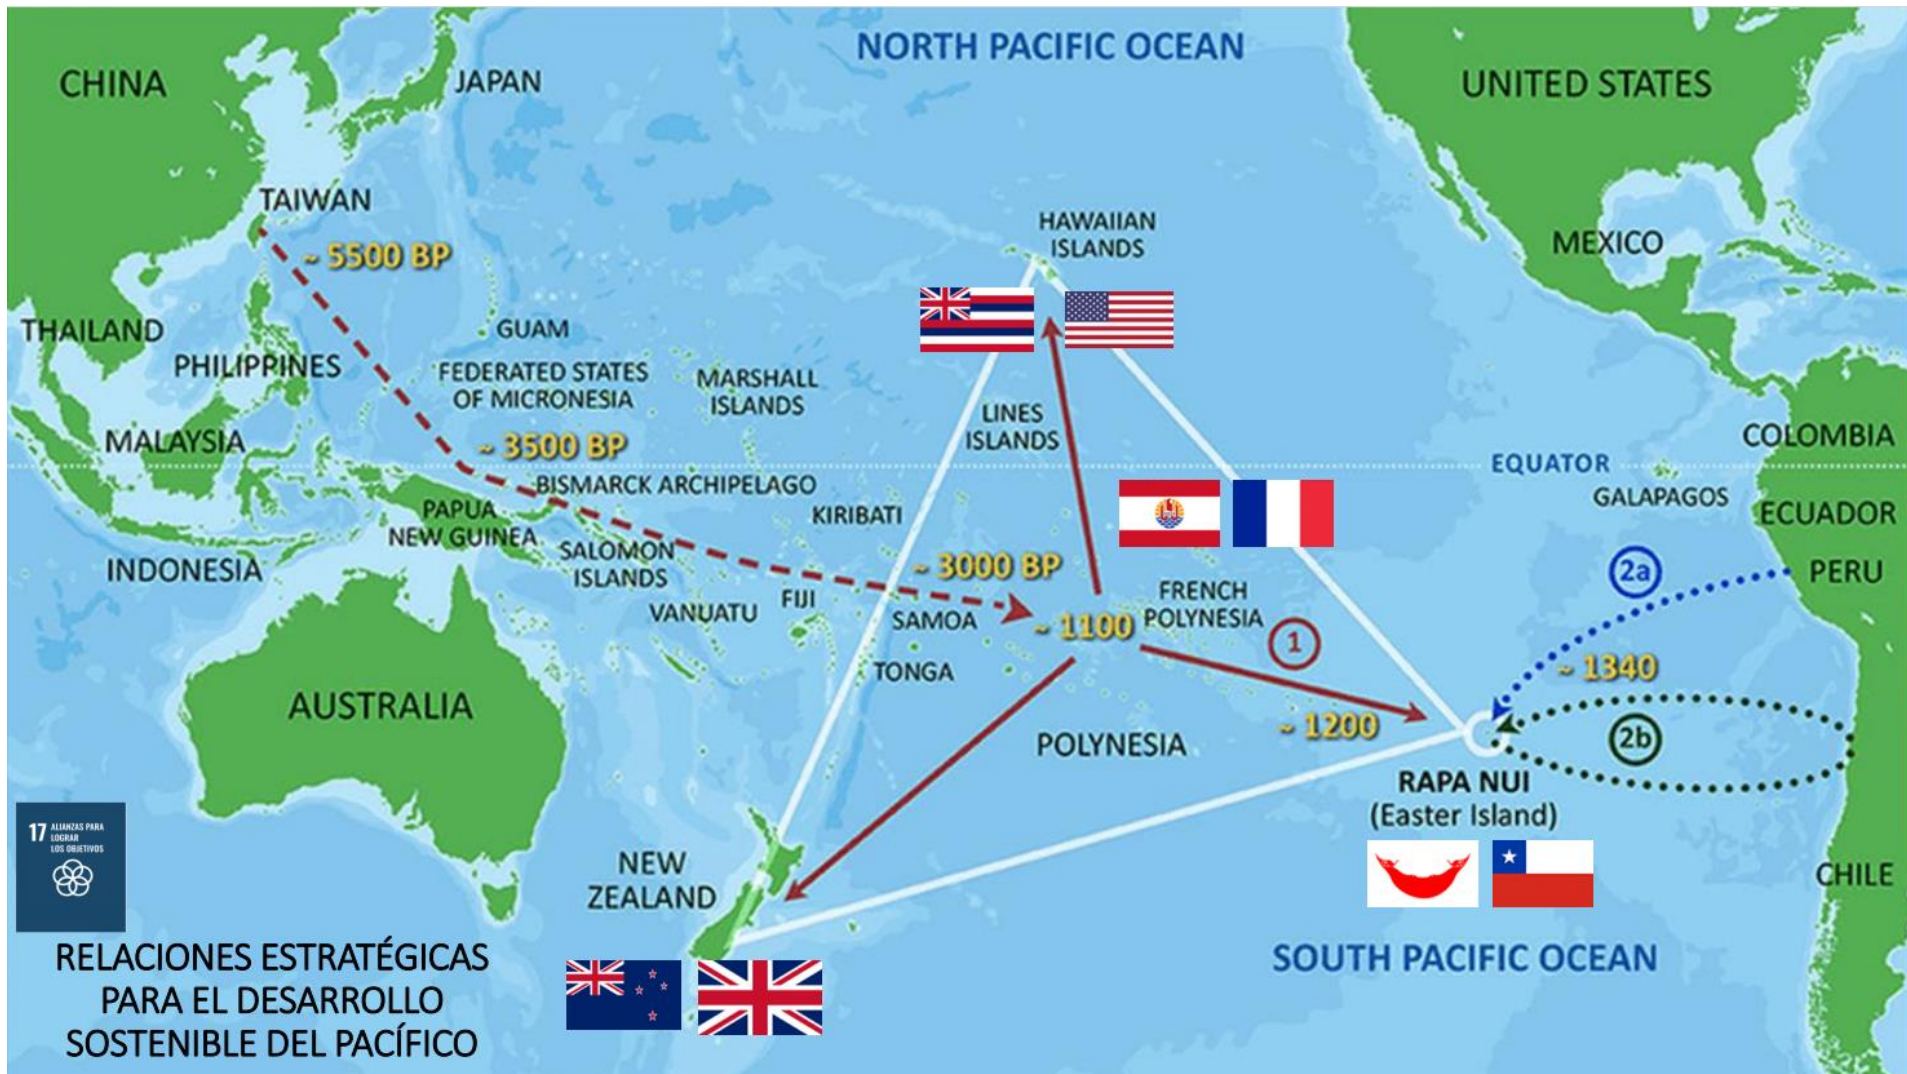 NORTH PACIFIC OCEAN
CHINA
JAPAN
UNITED STATES
TAIWAN
~ 5500 BP
HAWAIIAN
ISLANDS
MEXICO
THAILAND
GUAM
PHILIPPINES
FEDERATED STATES
OF MICRONESIA
MARSHALL
ISLANDS
LINES
ISLANDS
MALAYSIA
~ 3500 BP
COLOMBIA
EQUATOR
BISMARCK ARCHIPELAGO
GALAPAGOS
PAPUA
NEW GUINEA
KIRIBATI
ECUADOR
INDONESIA
SALOMON
ISLANDS
~ 3000 BP
2a
PERU
VANUATU
FIJI
SAMOA
~ 1100
FRENCH
POLYNESIA
1
TONGA
~ 1340
AUSTRALIA
~ 1200
POLYNESIA
2b
RAPA NUI
(Easter Island)
17 ALIANZAS PARA
LOGRAR
LOS OBJETIVOS
NEW
ZEALAND
CHILE
SOUTH PACIFIC OCEAN
RELACIONES ESTRATÉGICAS
PARA EL DESARROLLO
SOSTENIBLE DEL PACÍFICO